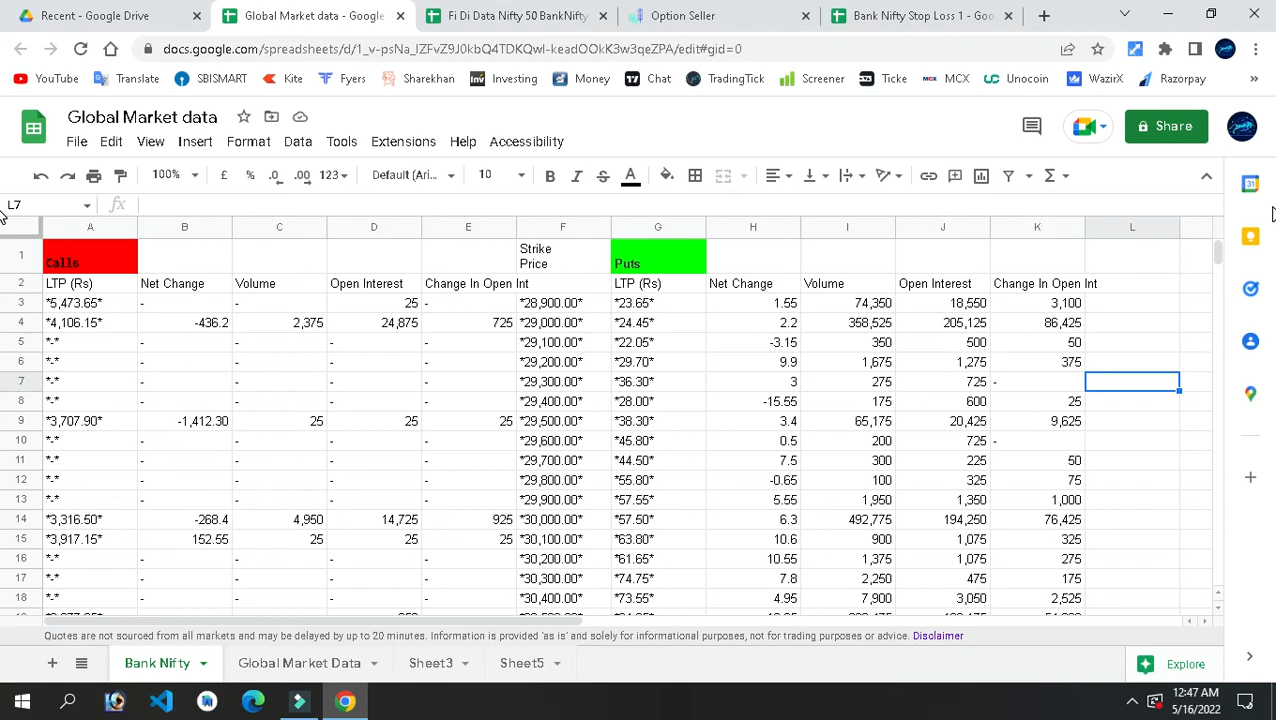 Recent - Google Drive
Global Market data - Google
Fi Di Data Nifty 50 BankNifty
Option Seller
Bank Nifty Stop Loss 1 - Goo
docs.google.com/spreadsheets/d/1_v-psNa_IZFvZ9J0kbQ4TDKQwI-keadOOkK3w3qeZPA/edit#gid=0
YouTube Translate SBISMART Kite Fyers Sharekhan Investing Money Chat TradingTick Screener Ticke MCX Unocoin WazirX Razorpay »
Global Market data
File Edit View Insert Format Data Tools Extensions Help Accessibility
Share
100% £ % .0 .00 123 Default (Ari... 10 B I S A
L7 fx
A B C D E F G H I J K L
1 Calls Strike Price Puts
2 LTP (Rs) Net Change Volume Open Interest Change In Open Int LTP (Rs) Net Change Volume Open Interest Change In Open Int
3 *5,473.65* - - 25 - *28,900.00* *23.65* 1.55 74,350 18,550 3,100
4 *4,106.15* -436.2 2,375 24,875 725 *29,000.00* *24.45* 2.2 358,525 205,125 86,425
5 *-* - - - - *29,100.00* *22.05* -3.15 350 500 50
6 *-* - - - - *29,200.00* *29.70* 9.9 1,675 1,275 375
7 *-* - - - - *29,300.00* *36.30* 3 275 725 -
8 *-* - - - - *29,400.00* *28.00* -15.55 175 600 25
9 *3,707.90* -1,412.30 25 25 25 *29,500.00* *38.30* 3.4 65,175 20,425 9,625
10 *-* - - - - *29,600.00* *45.80* 0.5 200 725 -
11 *-* - - - - *29,700.00* *44.50* 7.5 300 225 50
12 *-* - - - - *29,800.00* *55.80* -0.65 100 325 75
13 *-* - - - - *29,900.00* *57.55* 5.55 1,950 1,350 1,000
14 *3,316.50* -268.4 4,950 14,725 925 *30,000.00* *57.50* 6.3 492,775 194,250 76,425
15 *3,917.15* 152.55 25 25 25 *30,100.00* *63.80* 10.6 900 1,075 325
16 *-* - - - - *30,200.00* *61.65* 10.55 1,375 1,075 275
17 *-* - - - - *30,300.00* *74.75* 7.8 2,250 475 175
18 *-* - - - - *30,400.00* *73.55* 4.95 7,900 3,050 2,525
Quotes are not sourced from all markets and may be delayed by up to 20 minutes. Information is provided 'as is' and solely for informational purposes, not for trading purposes or advice. Disclaimer
Bank Nifty Global Market Data Sheet3 Sheet5
Explore
12:47 AM
5/16/2022